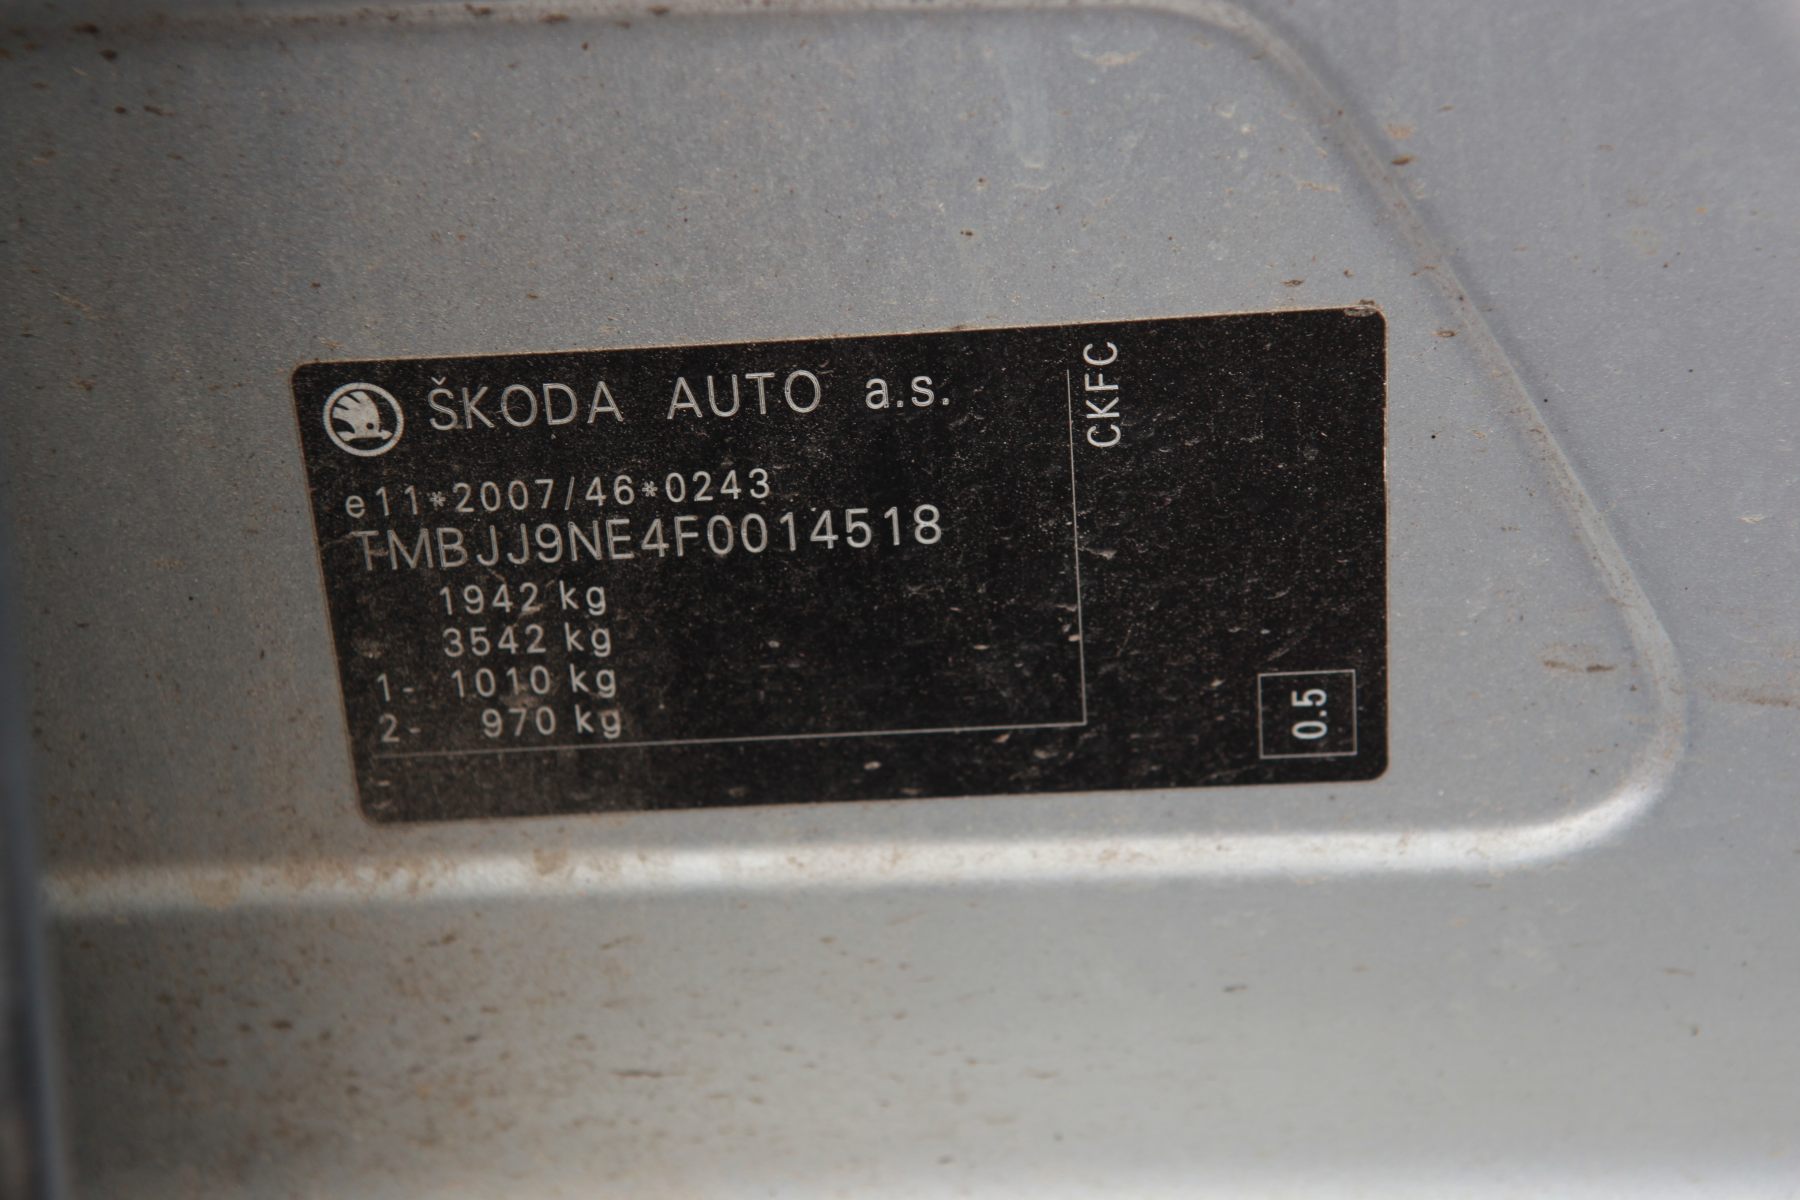 ŠKODA AUTO a.s.
e11*2007/46*0243
TMBJJ9NE4F0014518
1942 kg
3542 kg
1- 1010 kg
2- 970 kg
CKFC
0.5